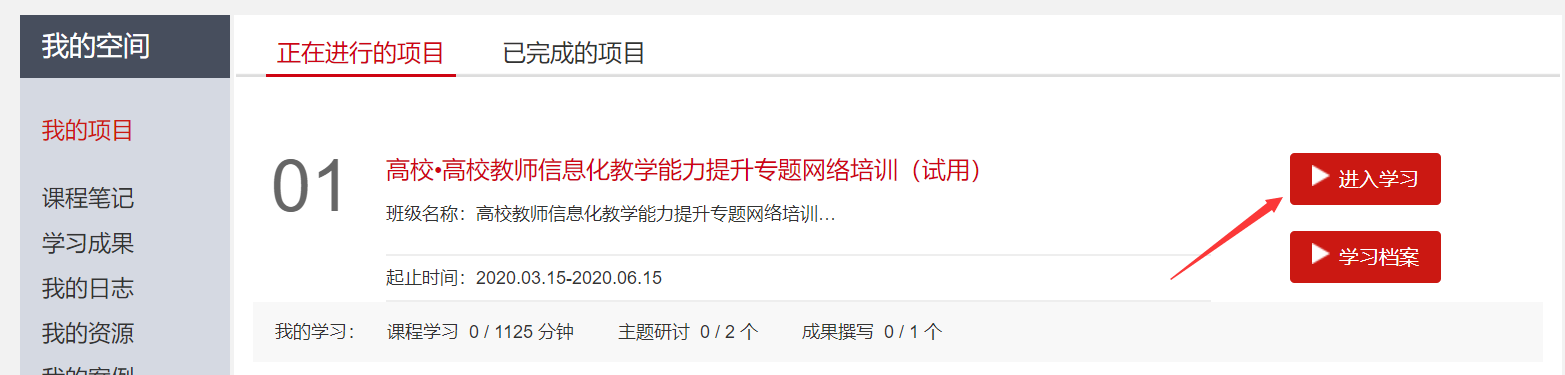 我的空间
正在进行的项目 已完成的项目
我的项目
01
高校•高校教师信息化教学能力提升专题网络培训（试用）
进入学习
课程笔记
班级名称：高校教师信息化教学能力提升专题网络培训…
学习成果
学习档案
起止时间：2020.03.15-2020.06.15
我的日志
我的资源
我的学习： 课程学习 0 / 1125 分钟 主题研讨 0 / 2 个 成果撰写 0 / 1 个
我的案例